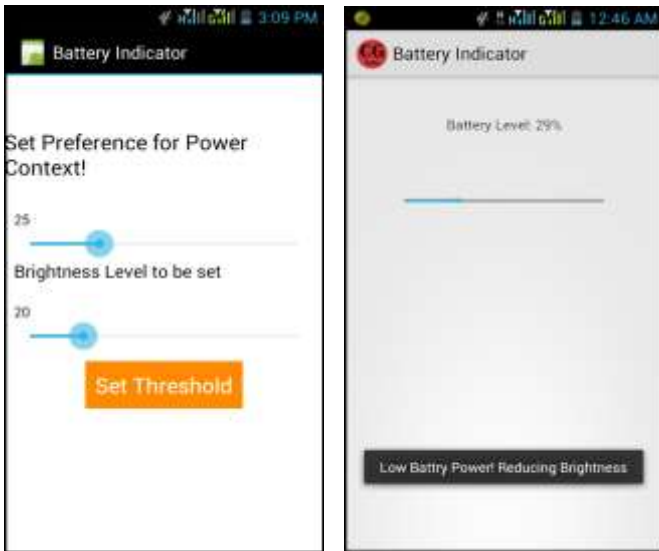 3:09 PM
Battery Indicator
Set Preference for Power
Context!
25
Brightness Level to be set
20
Set Threshold
12:46 AM
CG
Battery Indicator
Battery Level: 29%
Low Battry Power! Reducing Brightness